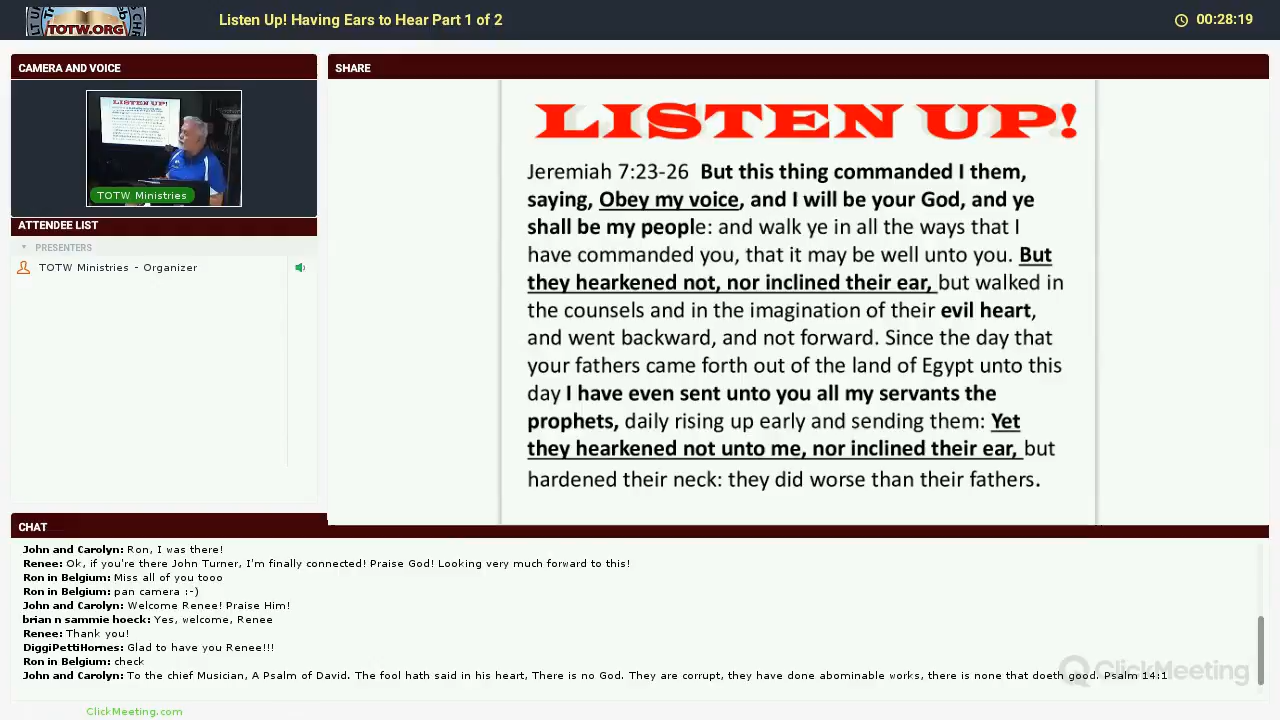 TOTW.ORG
Listen Up! Having Ears to Hear Part 1 of 2
00:28:19
CAMERA AND VOICE
LISTEN UP!
TOTW Ministries
ATTENDEE LIST
PRESENTERS
TOTW Ministries - Organizer
SHARE
LISTEN UP!
Jeremiah 7:23-26 But this thing commanded I them,
saying, Obey my voice, and I will be your God, and ye
shall be my people: and walk ye in all the ways that I
have commanded you, that it may be well unto you. But
they hearkened not, nor inclined their ear, but walked in
the counsels and in the imagination of their evil heart,
and went backward, and not forward. Since the day that
your fathers came forth out of the land of Egypt unto this
day I have even sent unto you all my servants the
prophets, daily rising up early and sending them: Yet
they hearkened not unto me, nor inclined their ear, but
hardened their neck: they did worse than their fathers.
CHAT
John and Carolyn: Ron, I was there!
Renee: Ok, if you're there John Turner, I'm finally connected! Praise God! Looking very much forward to this!
Ron in Belgium: Miss all of you tooo
Ron in Belgium: pan camera :-)
John and Carolyn: Welcome Renee! Praise Him!
brian n sammie hoeck: Yes, welcome, Renee
Renee: Thank you!
DiggiPettiHornes: Glad to have you Renee!!!
Ron in Belgium: check
John and Carolyn: To the chief Musician, A Psalm of David. The fool hath said in his heart, There is no God. They are corrupt, they have done abominable works, there is none that doeth good. Psalm 14:1
ClickMeeting
ClickMeeting.com